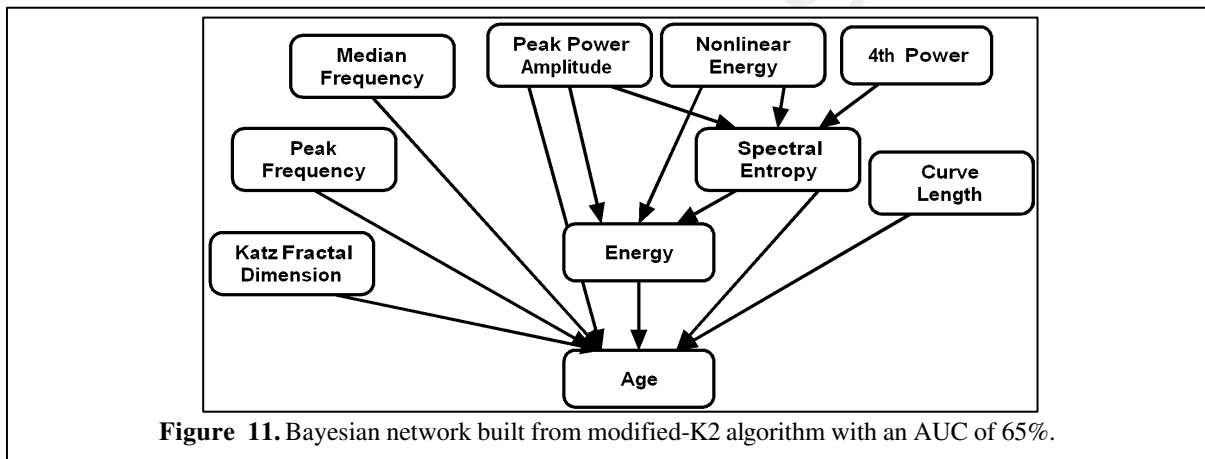 Median
Frequency
Peak Power
Amplitude
Nonlinear
Energy
4th Power
Peak
Frequency
Spectral
Entropy
Curve
Length
Katz Fractal
Dimension
Energy
Age
Figure 11. Bayesian network built from modified-K2 algorithm with an AUC of 65%.